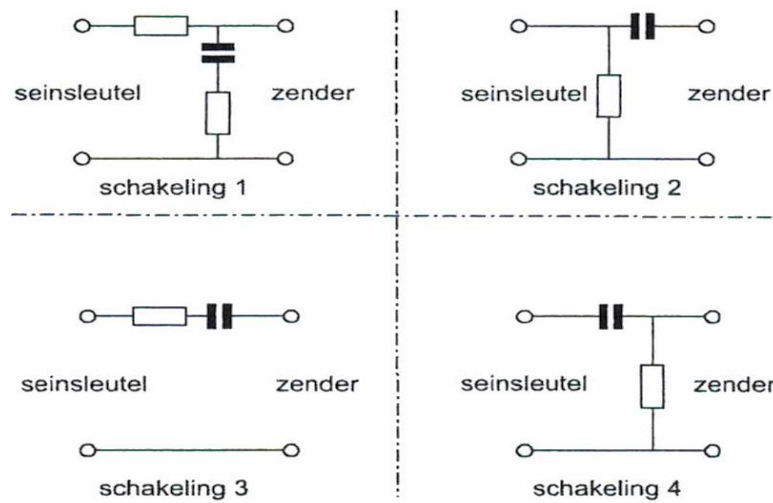 seinsleutel zender
schakeling 1
seinsleutel zender
schakeling 2
seinsleutel zender
schakeling 3
seinsleutel zender
schakeling 4